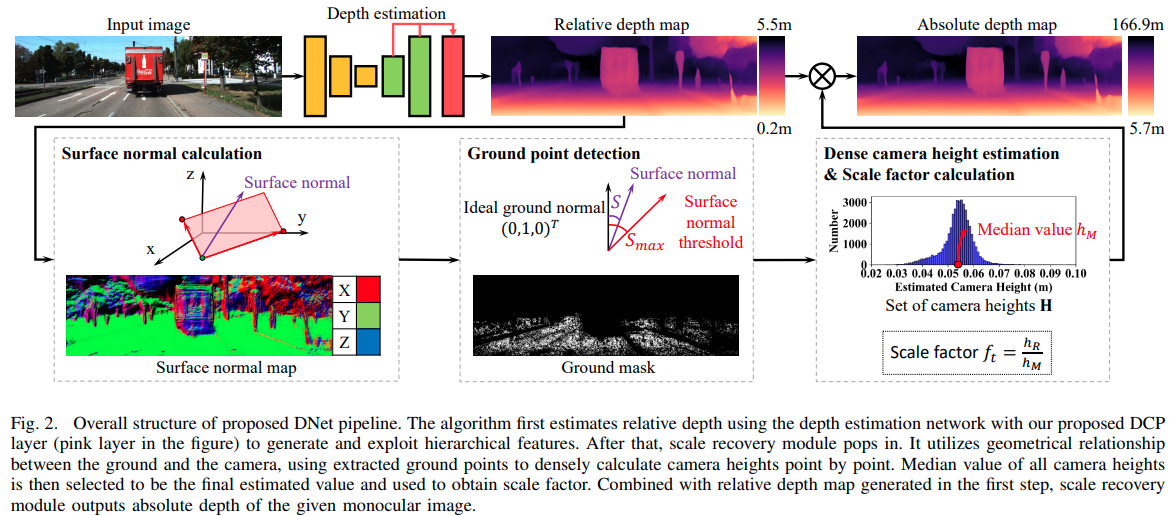 Input image
Depth estimation
Relative depth map
5.5m
0.2m
Absolute depth map
166.9m
5.7m
Surface normal calculation
z
Surface normal
y
x
X
Y
Z
Surface normal map
Ground point detection
Surface normal
Ideal ground normal
(0,1,0)^T
S
S_max
Surface
normal
threshold
Ground mask
Dense camera height estimation
& Scale factor calculation
Number
3000
2000
1000
0
Median value h_M
0.02 0.03 0.04 0.05 0.06 0.07 0.08 0.09 0.10
Estimated Camera Height (m)
Set of camera heights H
Scale factor f_t = h_R / h_M
Fig. 2. Overall structure of proposed DNet pipeline. The algorithm first estimates relative depth using the depth estimation network with our proposed DCP
layer (pink layer in the figure) to generate and exploit hierarchical features. After that, scale recovery module pops in. It utilizes geometrical relationship
between the ground and the camera, using extracted ground points to densely calculate camera heights point by point. Median value of all camera heights
is then selected to be the final estimated value and used to obtain scale factor. Combined with relative depth map generated in the first step, scale recovery
module outputs absolute depth of the given monocular image.